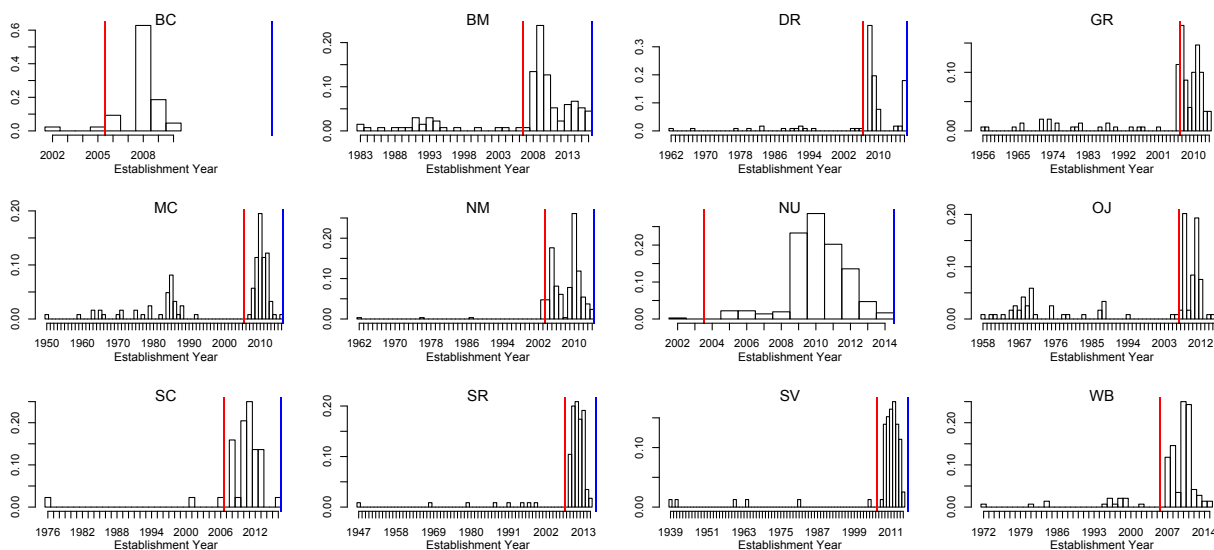 BC
0.0 0.2 0.4 0.6
2002 2005 2008
Establishment Year
BM
0.00 0.10 0.20
1983 1988 1993 1998 2003 2008 2013
Establishment Year
DR
0.0 0.1 0.2 0.3
1962 1970 1978 1986 1994 2002 2010
Establishment Year
GR
0.00 0.05 0.10 0.15
1956 1965 1974 1983 1992 2001 2010
Establishment Year
MC
0.00 0.10 0.20
1950 1960 1970 1980 1990 2000 2010
Establishment Year
NM
0.00 0.10 0.20
1962 1970 1978 1986 1994 2002 2010
Establishment Year
NU
0.00 0.10 0.20
2002 2004 2006 2008 2010 2012 2014
Establishment Year
OJ
0.00 0.10 0.20
1958 1967 1976 1985 1994 2003 2012
Establishment Year
SC
0.00 0.10 0.20
1976 1982 1988 1994 2000 2006 2012
Establishment Year
SR
0.00 0.10 0.20
1947 1958 1969 1980 1991 2002 2013
Establishment Year
SV
0.00 0.10
1939 1951 1963 1975 1987 1999 2011
Establishment Year
WB
0.00 0.10 0.20
1972 1979 1986 1993 2000 2007 2014
Establishment Year